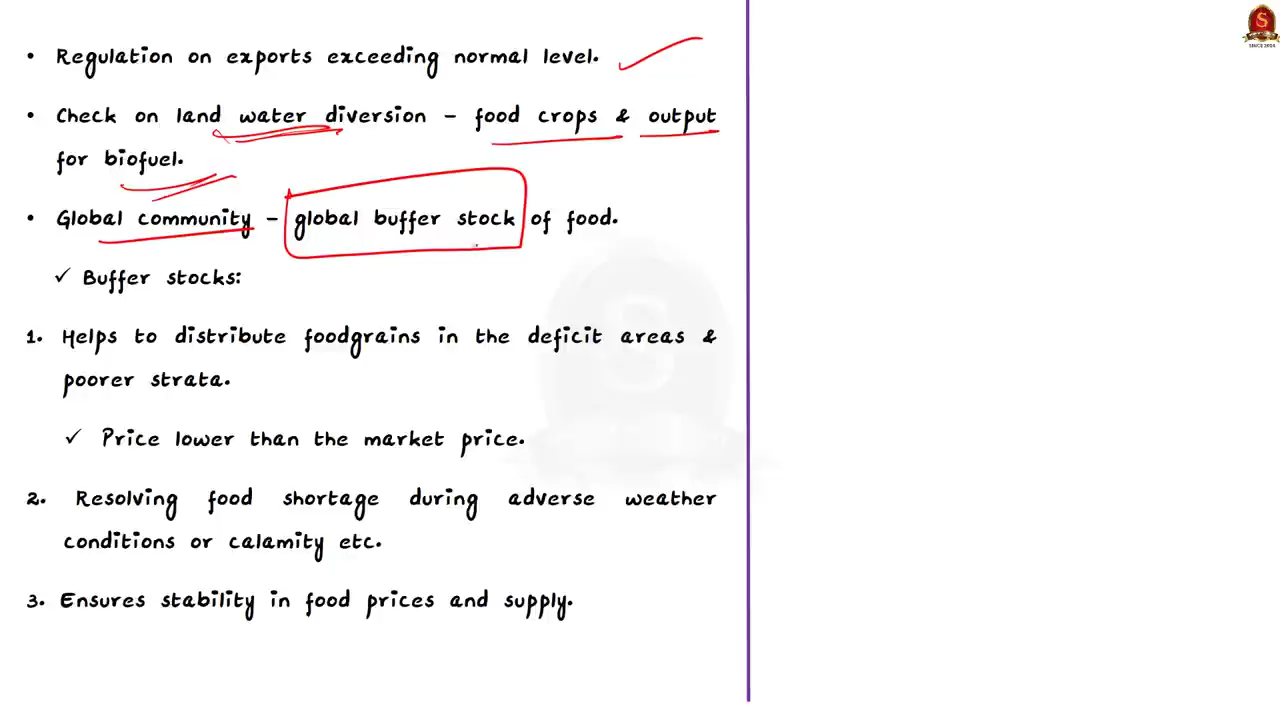 • Regulation on exports exceeding normal level.
• Check on land water diversion – food crops & output
for biofuel.
• Global community – global buffer stock of food.
✓ Buffer stocks:
1. Helps to distribute foodgrains in the deficit areas &
poorer strata.
✓ Price lower than the market price.
2. Resolving food shortage during adverse weather
conditions or calamity etc.
3. Ensures stability in food prices and supply.
S
SINCE 2004
S